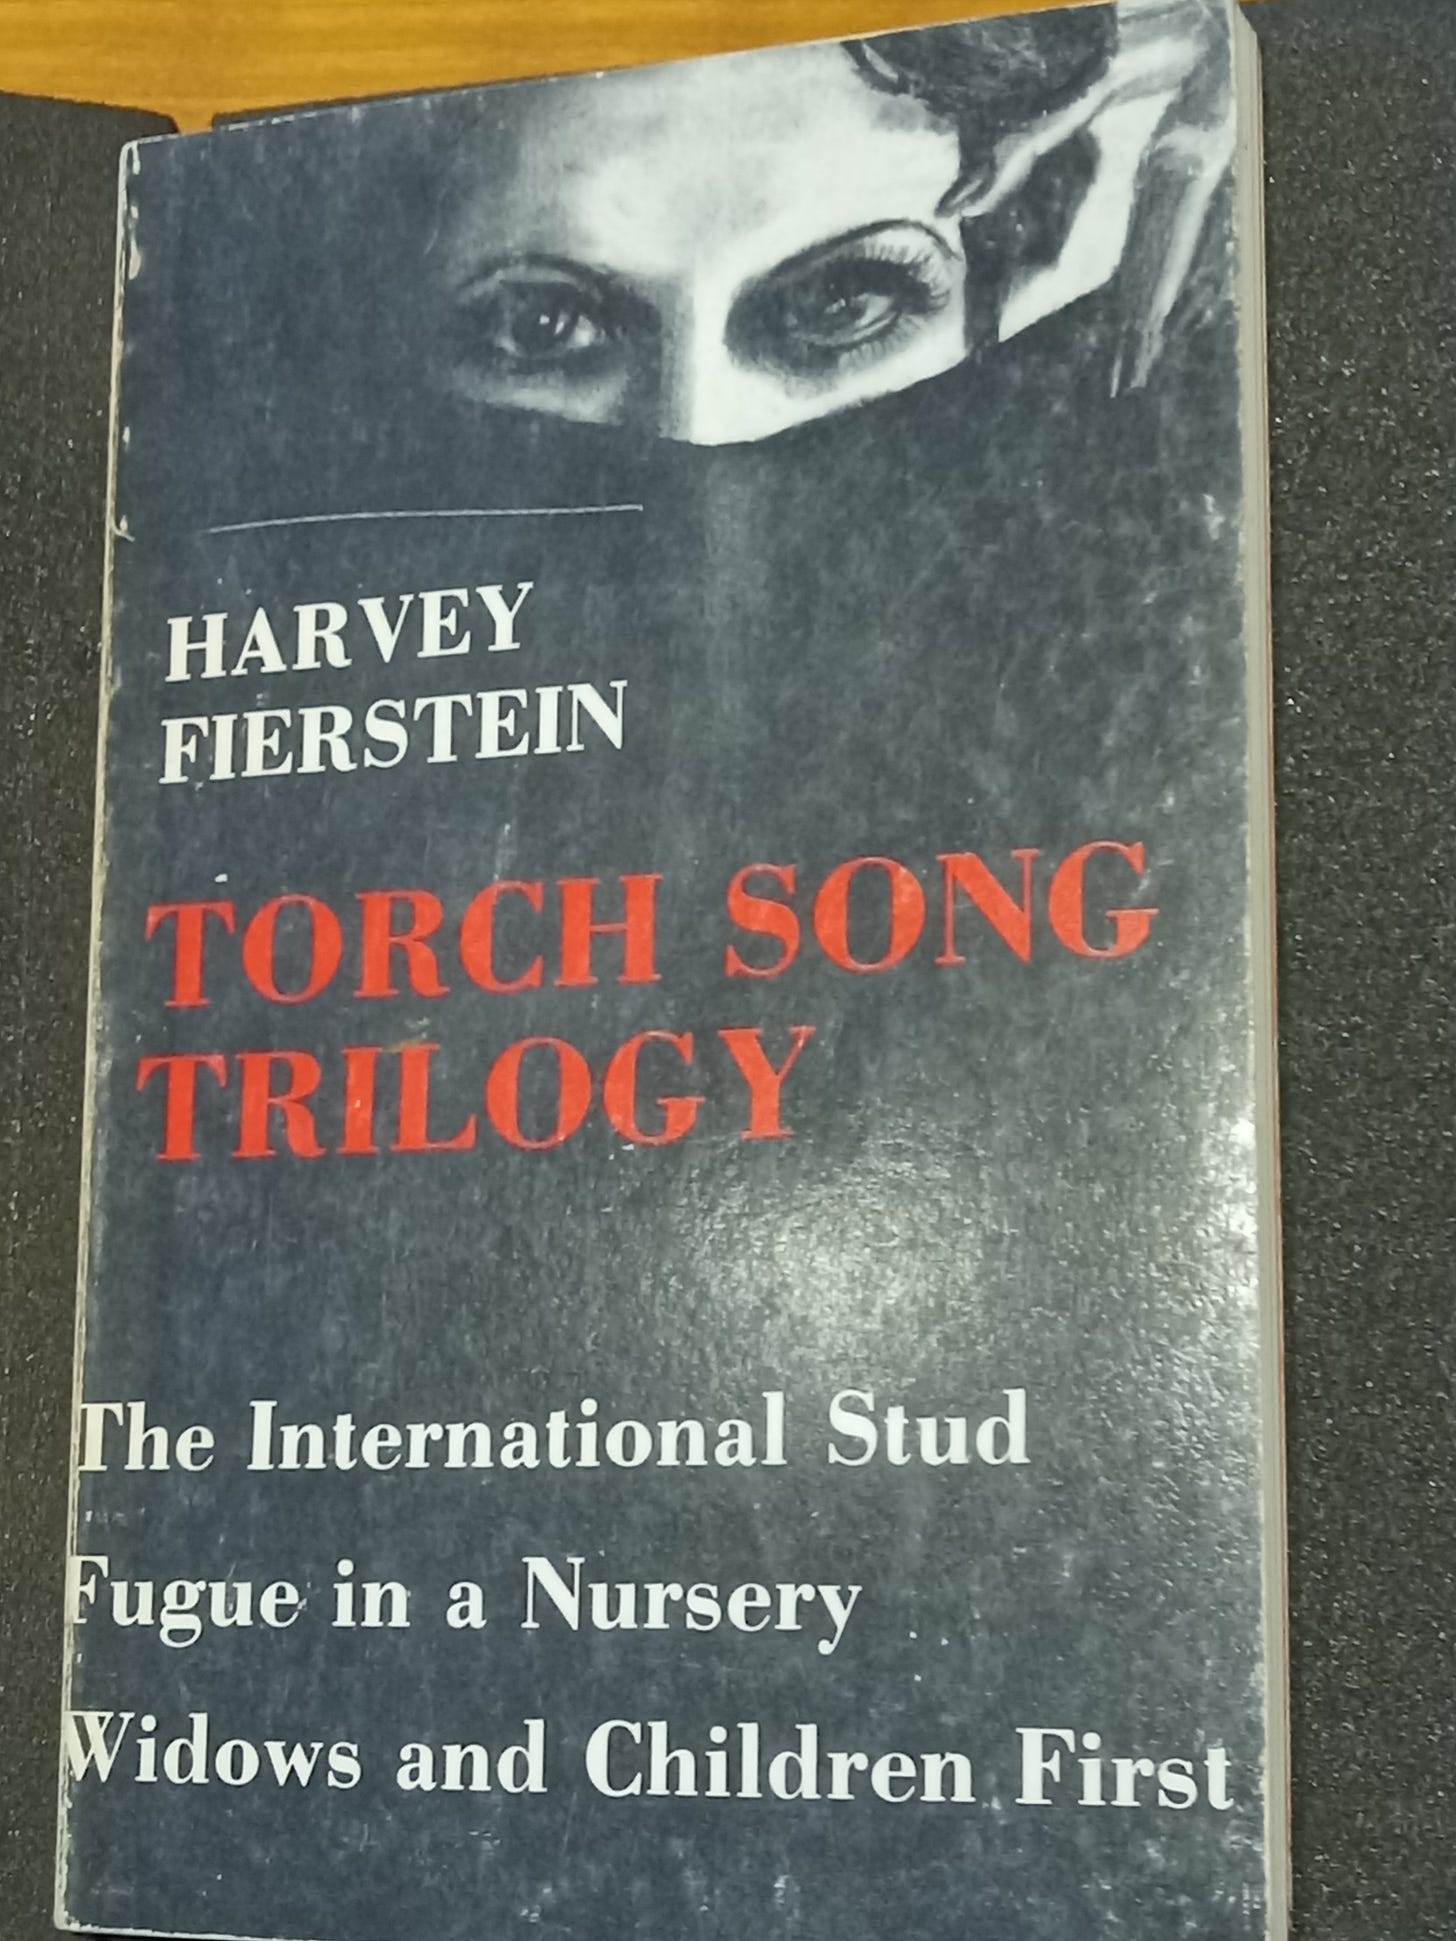 HARVEY
FIERSTEIN
TORCH SONG
TRILOGY
The International Stud
Fugue in a Nursery
Widows and Children First